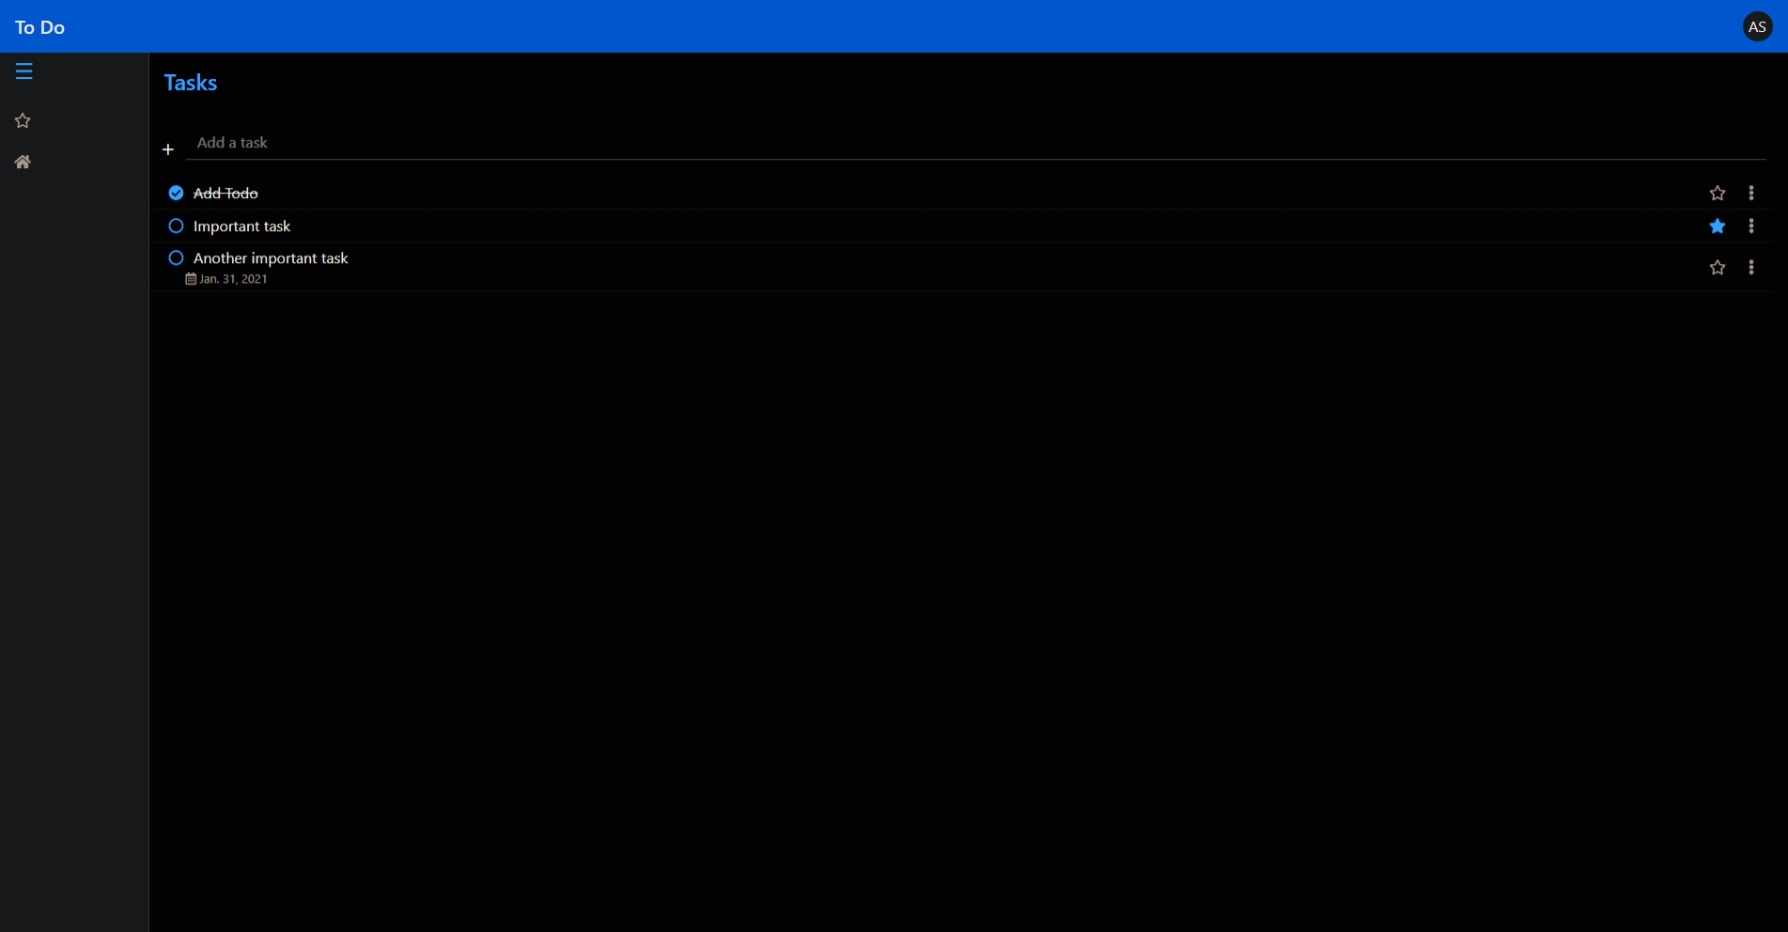 To Do
AS
Tasks
Add a task
Add Todo
Important task
Another important task
Jan. 31, 2021